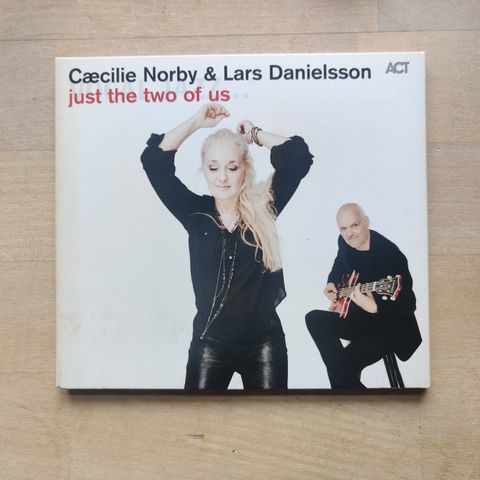 Cæcilie Norby & Lars Danielsson ACT
just the two of us